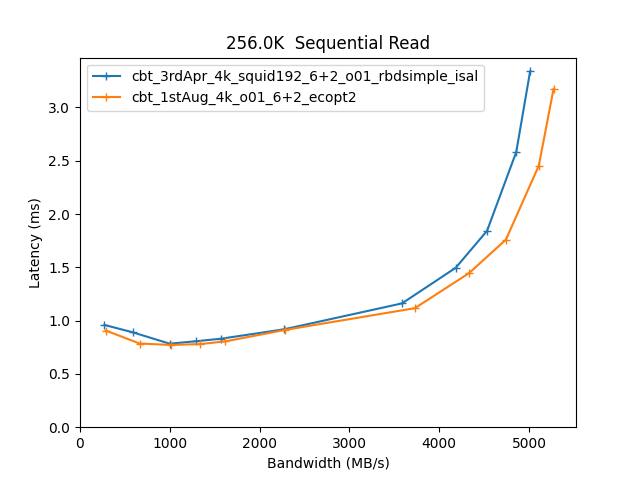 256.0K  Sequential Read
cbt_3rdApr_4k_squid192_6+2_o01_rbdsimple_isal
cbt_1stAug_4k_o01_6+2_ecopt2
3.0
2.5
2.0
1.5
1.0
0.5
0.0
Latency (ms)
0 1000 2000 3000 4000 5000
Bandwidth (MB/s)